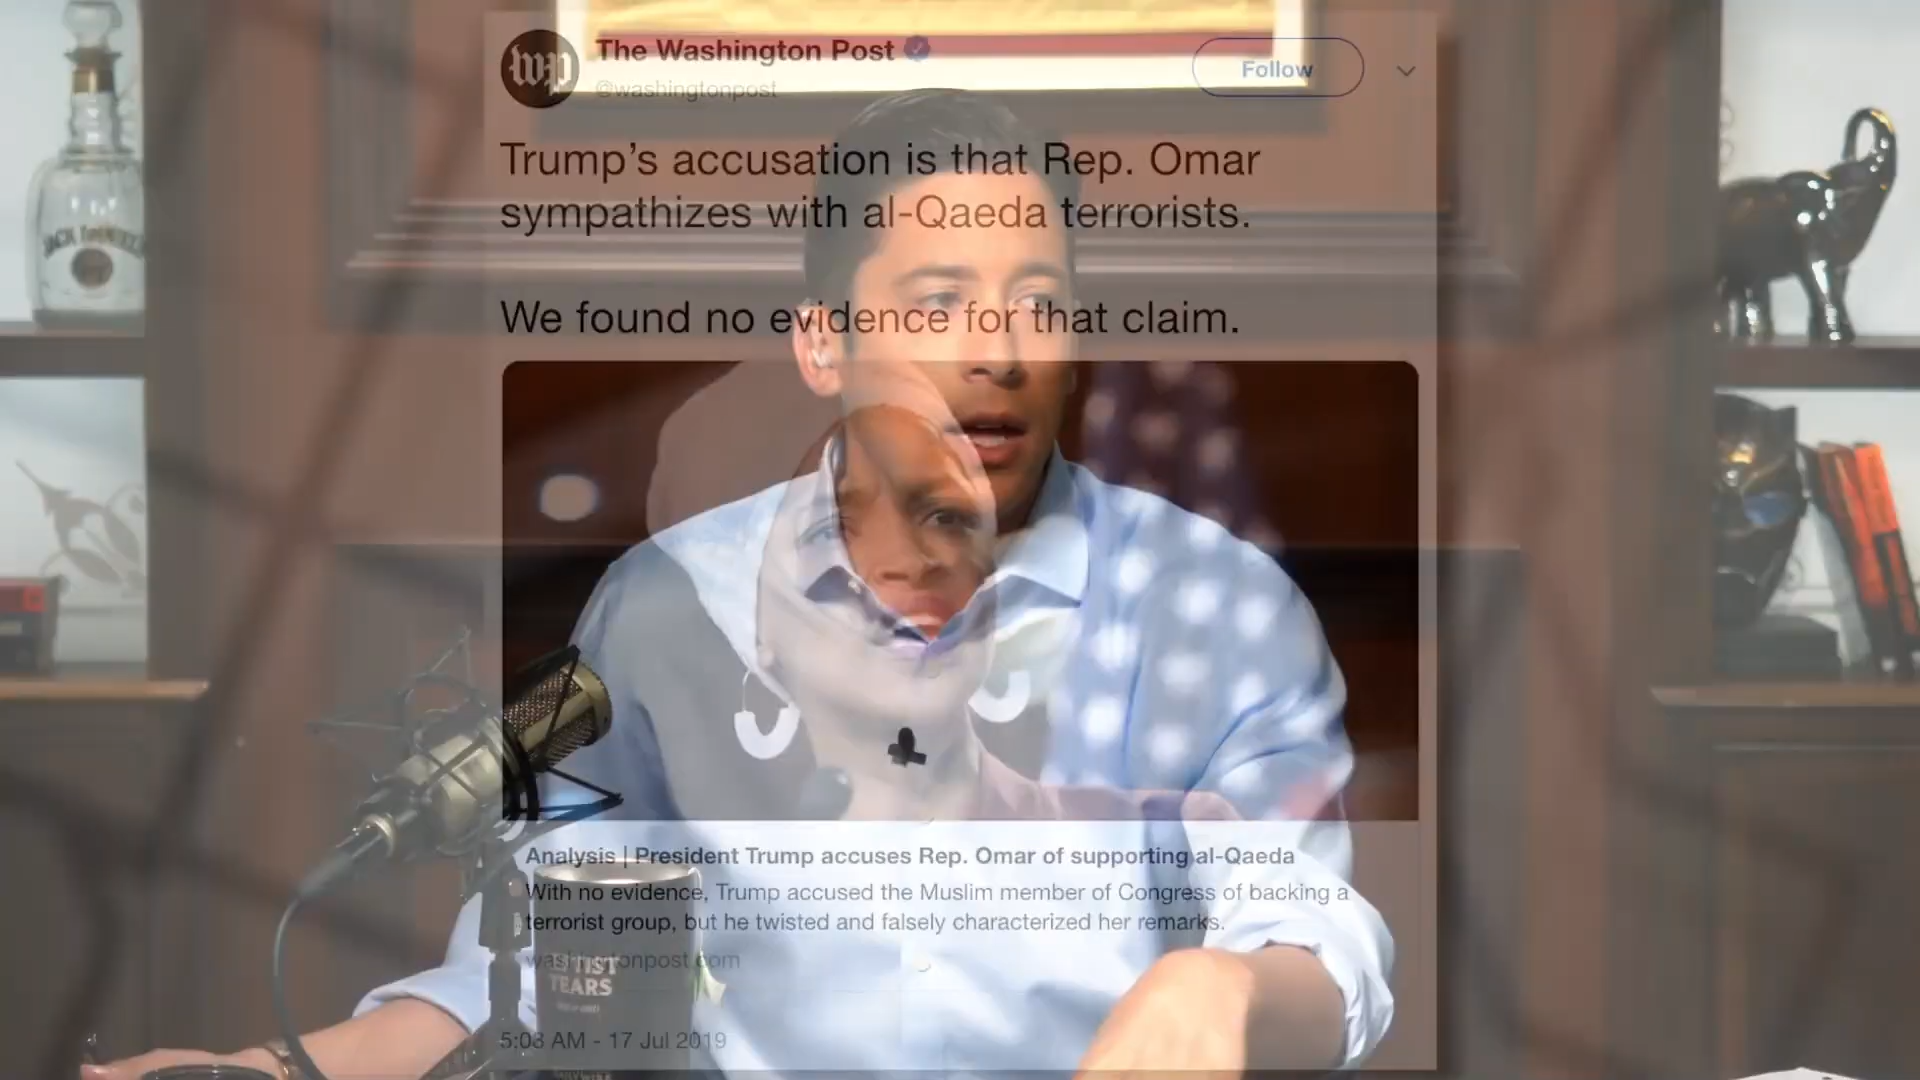 The Washington Post
@washingtonpost
Follow
Trump's accusation is that Rep. Omar
sympathizes with al-Qaeda terrorists.
We found no evidence for that claim.
JACK DANIEL'S
Analysis | President Trump accuses Rep. Omar of supporting al-Qaeda
With no evidence, Trump accused the Muslim member of Congress of backing a
terrorist group, but he twisted and falsely characterized her remarks.
washingtonpost.com
TEARS
5:03 AM - 17 Jul 2019